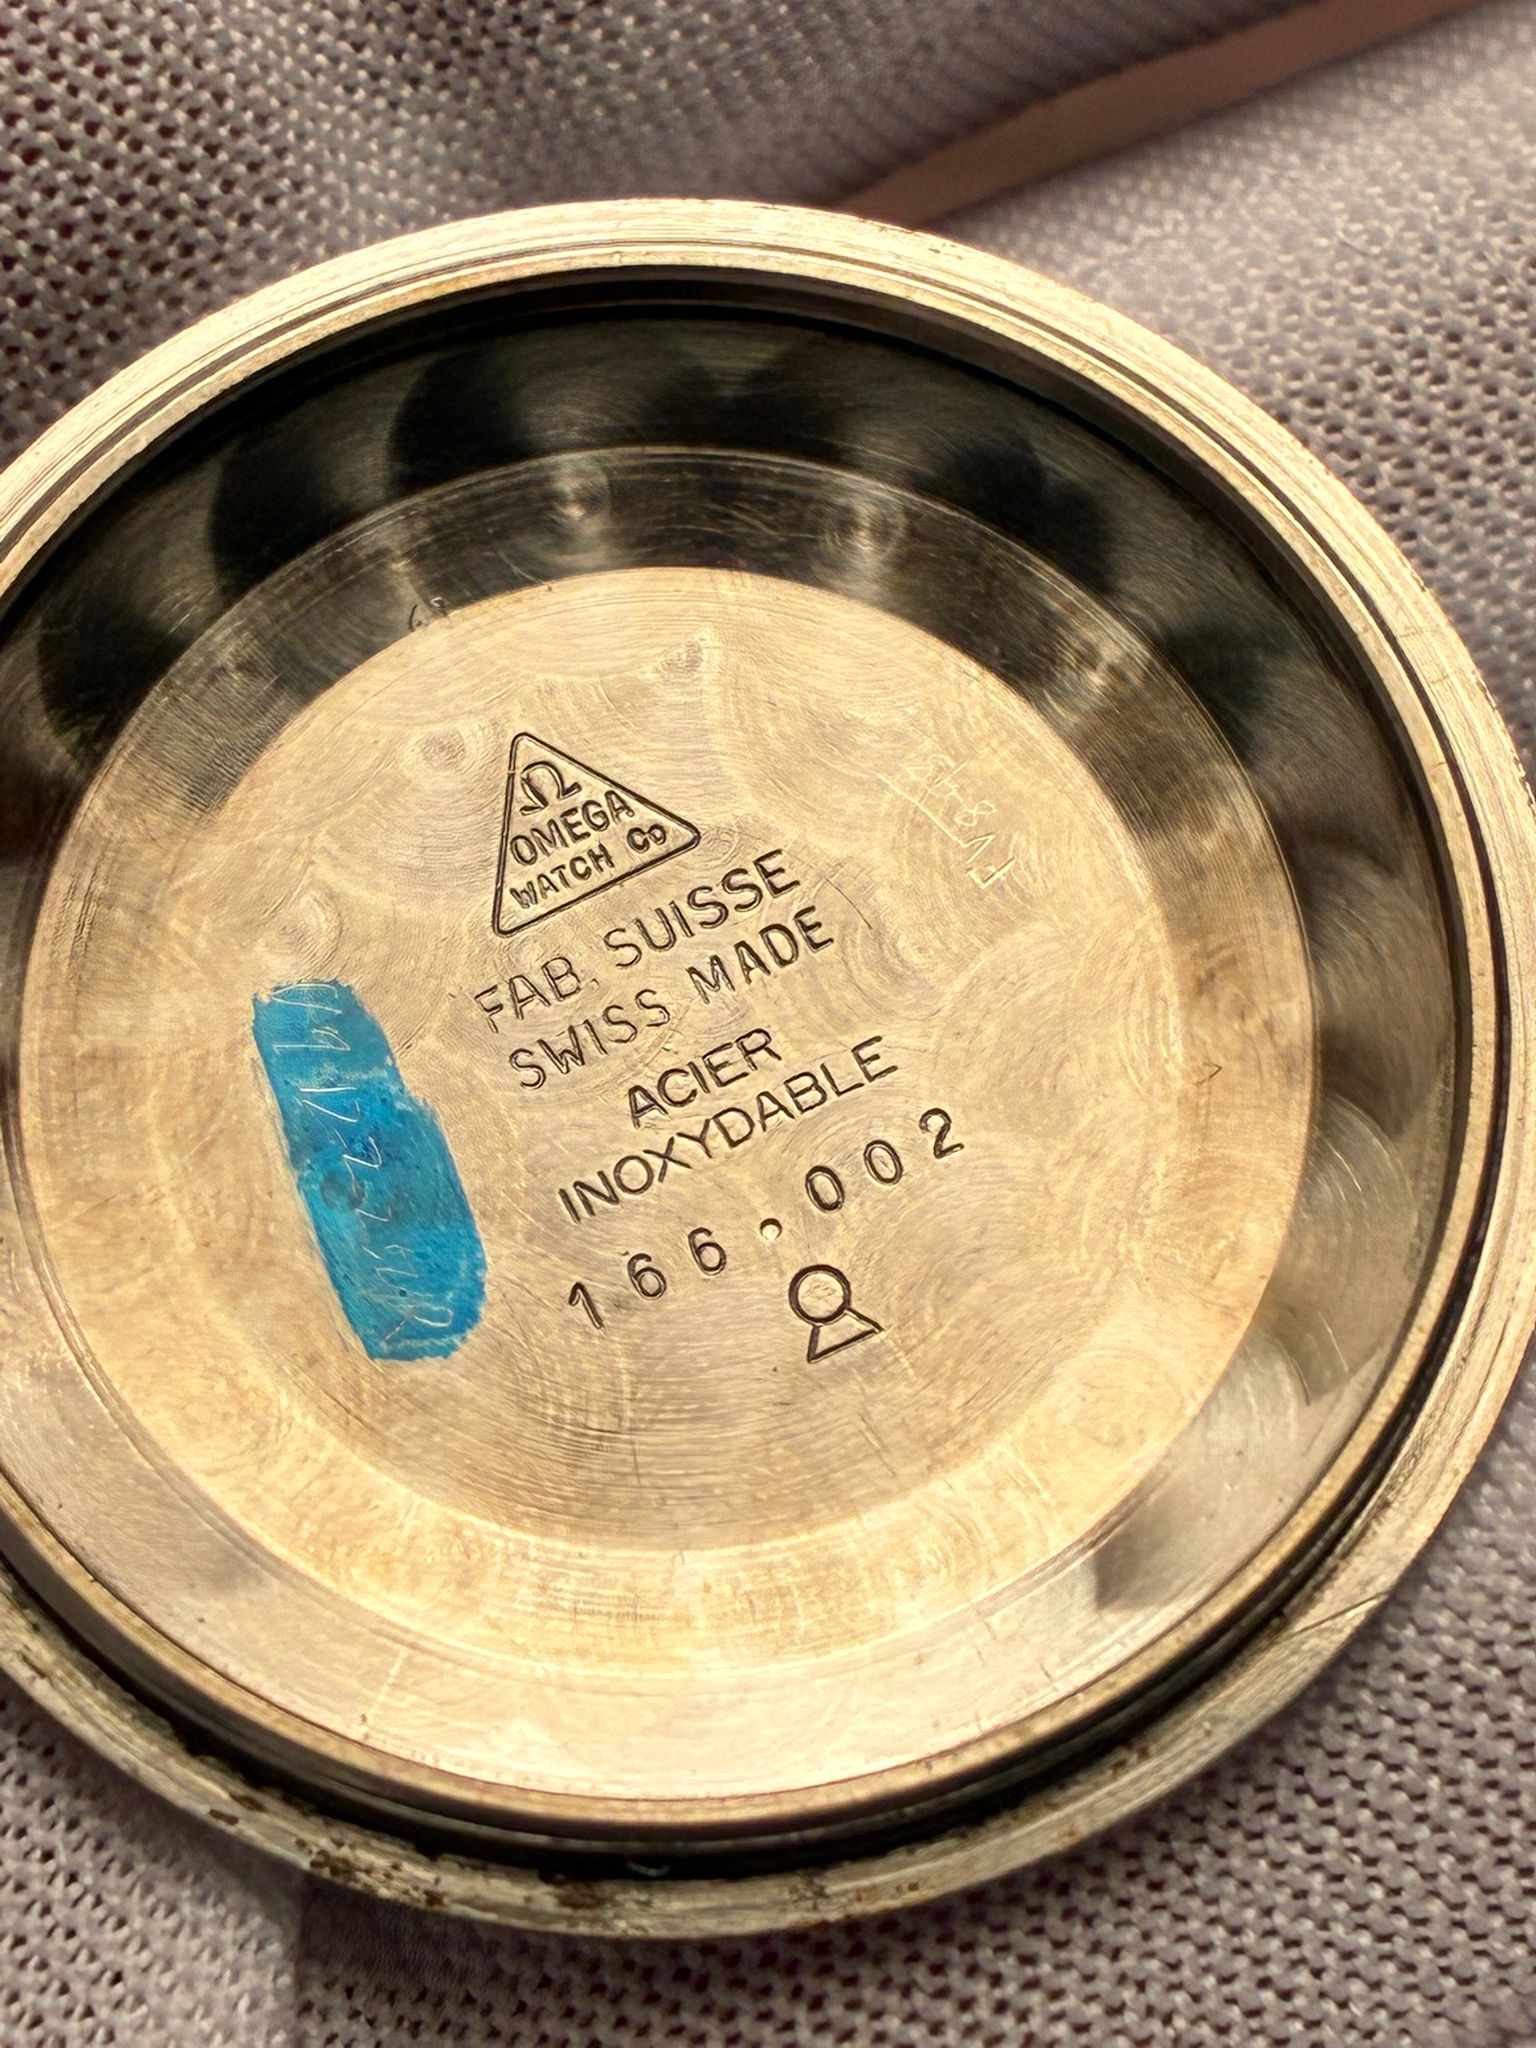 Ω
OMEGA
WATCH Co
FAB. SUISSE
SWISS MADE
ACIER
INOXYDABLE
166.002